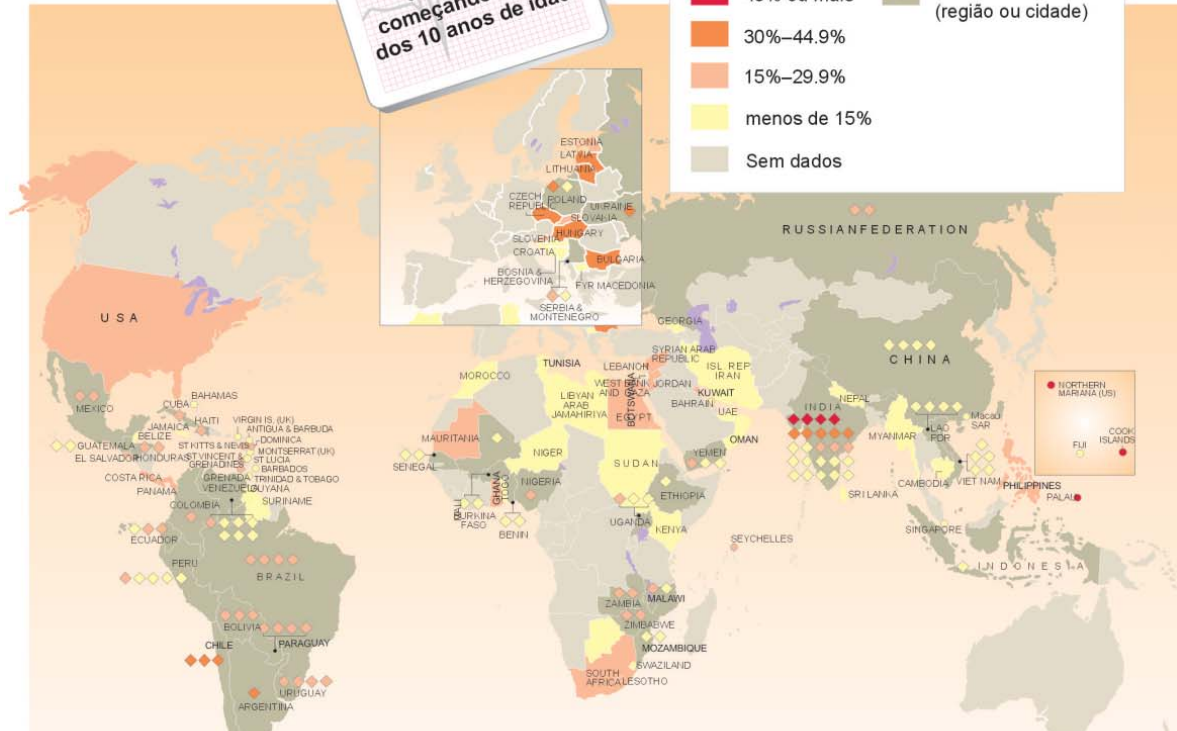 começando
dos 10 anos de idad
ou mais
(região ou cidade)
30%–44.9%
15%–29.9%
menos de 15%
Sem dados
ESTONIA
LATVIA
LITHUANIA
CZECH
REPUBLIC
POLAND
UKRAINE
SLOVAKIA
HUNGARY
SLOVENIA
CROATIA
BULGARIA
BOSNIA &
HERZEGOVINA
FYR MACEDONIA
SERBIA &
MONTENEGRO
RUSSIANFEDERATION
USA
MEXICO
CUBA
BAHAMAS
JAMAICA
HAITI
VIRGIN IS. (UK)
BELIZE
ANTIGUA & BARBUDA
GUATEMALA
ST KITTS & NEVIS
DOMINICA
EL SALVADOR
HONDURAS
ST VINCENT &
GRENADINES
MONTSERRAT (UK)
ST LUCIA
BARBADOS
COSTA RICA
GRENADA
TRINIDAD & TOBAGO
PANAMA
VENEZUELA
GUYANA
COLOMBIA
SURINAME
ECUADOR
PERU
BRAZIL
BOLIVIA
CHILE
PARAGUAY
URUGUAY
ARGENTINA
GEORGIA
MOROCCO
TUNISIA
LEBANON
SYRIAN ARAB
REPUBLIC
ISL. REP
IRAN
LIBYAN
ARAB
JAMAHIRIYA
WEST BANK
AND GAZA
BOTSWANA
JORDAN
KUWAIT
BAHRAIN
EGYPT
UAE
OMAN
MAURITANIA
SENEGAL
NIGER
SUDAN
YEMEN
MALI
BURKINA
FASO
GHANA
TOGO
NIGERIA
BENIN
ETHIOPIA
UGANDA
KENYA
SEYCHELLES
ZAMBIA
MALAWI
ZIMBABWE
MOZAMBIQUE
SWAZILAND
SOUTH
AFRICA
LESOTHO
CHINA
INDIA
NEPAL
MYANMAR
LAO
PDR
Macau
SAR
VIET NAM
CAMBODIA
SRI LANKA
PHILIPPINES
PALAU
SINGAPORE
INDONESIA
NORTHERN
MARIANA (US)
COOK
ISLANDS
FIJI